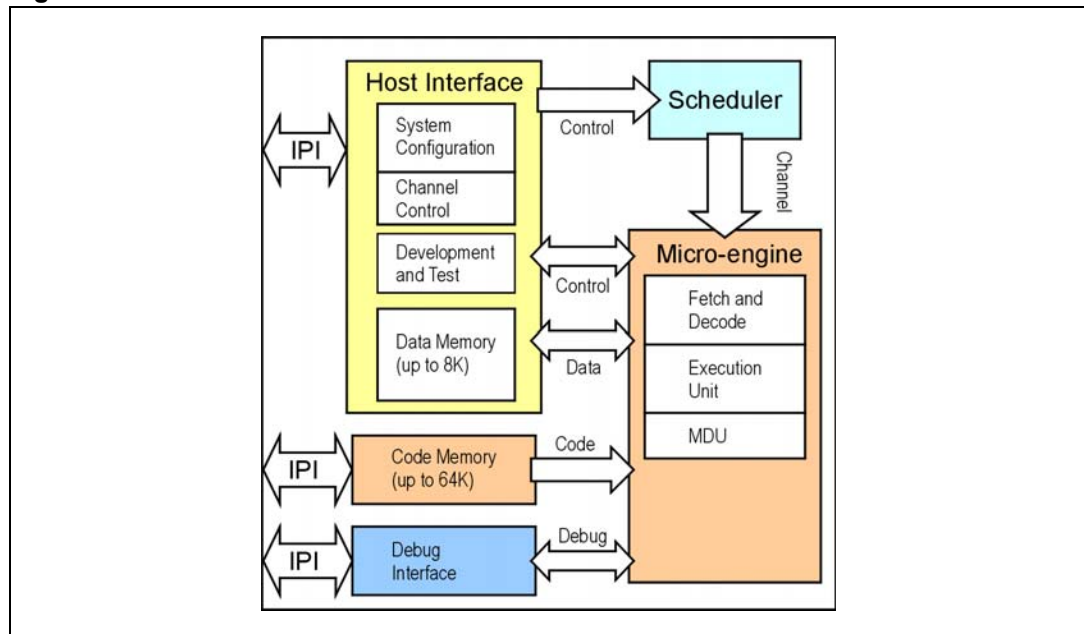 Host Interface
System
Configuration
Channel
Control
Development
and Test
Data Memory
(up to 8K)
IPI
Control
Scheduler
Channel
Control
Data
Micro-engine
Fetch and
Decode
Execution
Unit
MDU
IPI
Code Memory
(up to 64K)
Code
IPI
Debug
Interface
Debug